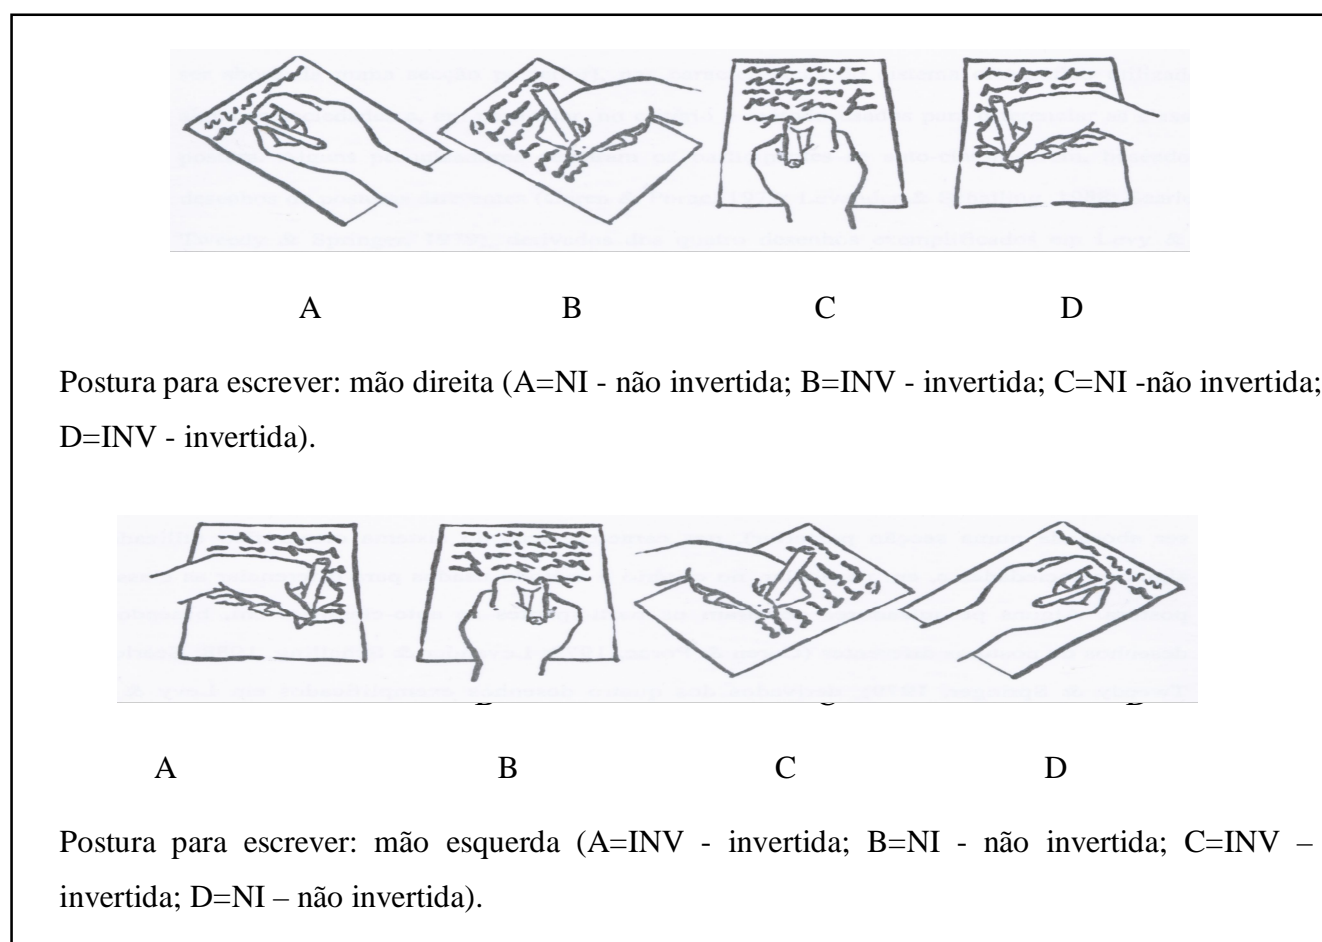 A B C D
Postura para escrever: mão direita (A=NI - não invertida; B=INV - invertida; C=NI -não invertida;
D=INV - invertida).
A B C D
Postura para escrever: mão esquerda (A=INV - invertida; B=NI - não invertida; C=INV –
invertida; D=NI – não invertida).